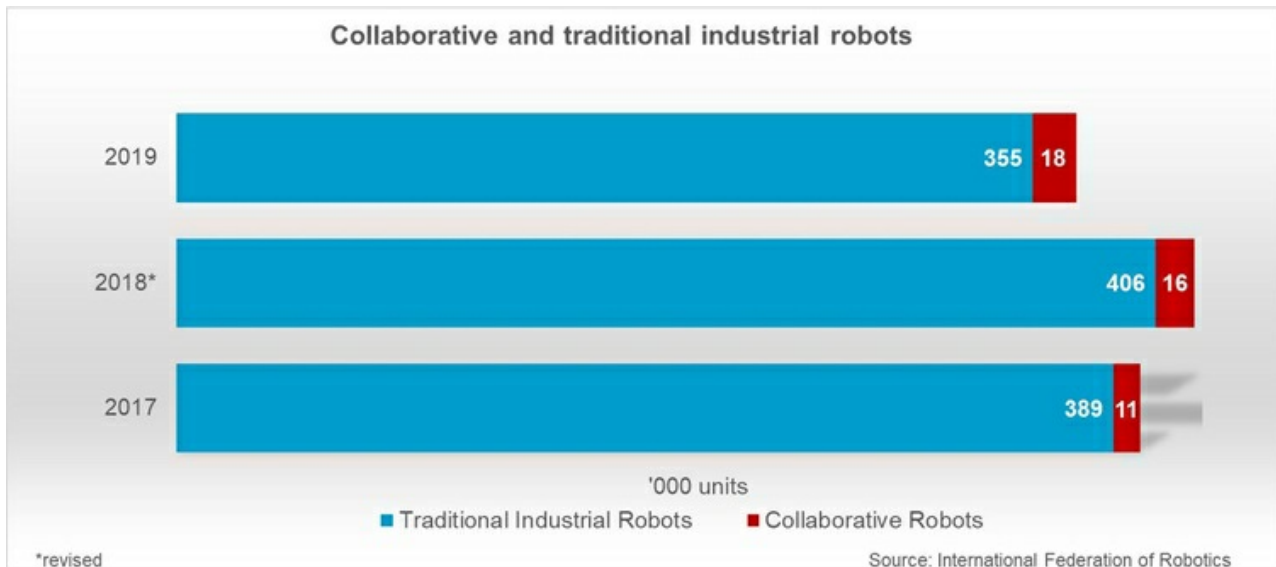 Collaborative and traditional industrial robots
2019 355 18
2018* 406 16
2017 389 11
'000 units
Traditional Industrial Robots Collaborative Robots
*revised Source: International Federation of Robotics